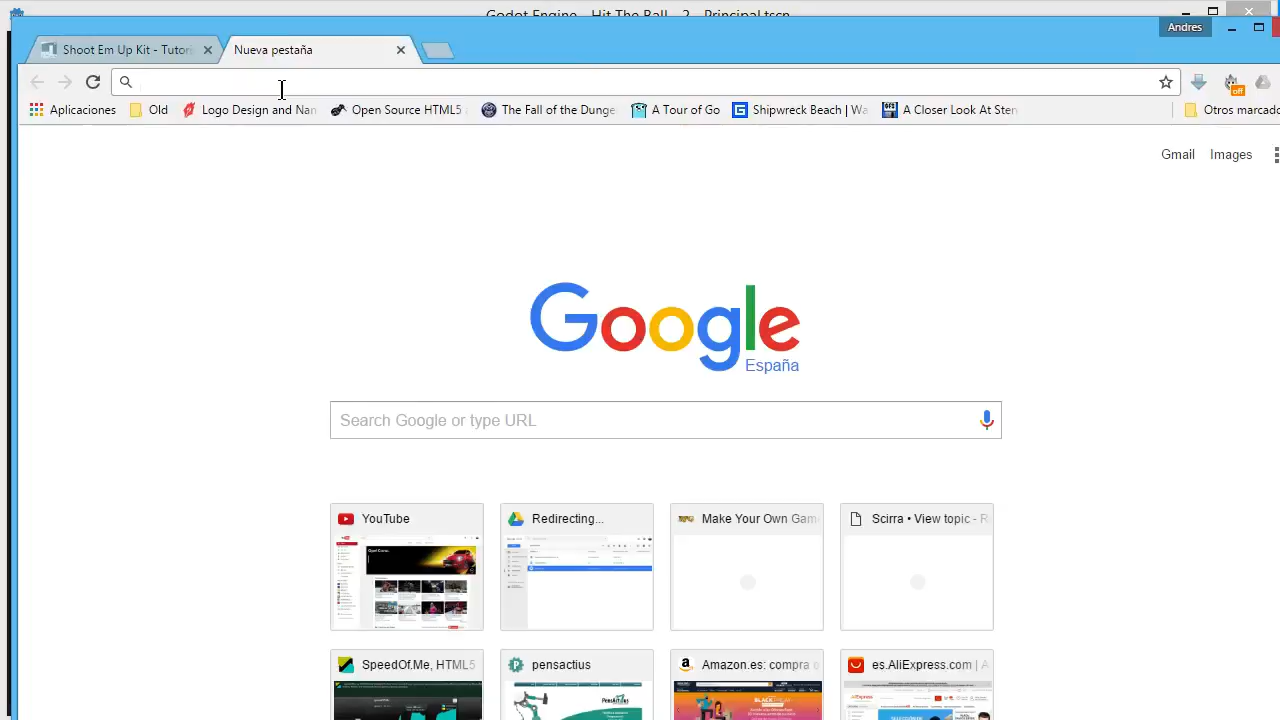 Godot Engine - Hit The Ball - 2 - Principal.tscn
Andres
Shoot Em Up Kit - Tutori
Nueva pestaña
Aplicaciones
Old
Logo Design and Nan
Open Source HTML5
The Fall of the Dunge
A Tour of Go
Shipwreck Beach | Wa
A Closer Look At Sten
Otros marcado
off
Gmail
Images
Google
España
Search Google or type URL
YouTube
Redirecting...
Make Your Own Gam
Scirra • View topic - R
SpeedOf.Me, HTML5
pensactius
Amazon.es: compra o
es.AliExpress.com | A